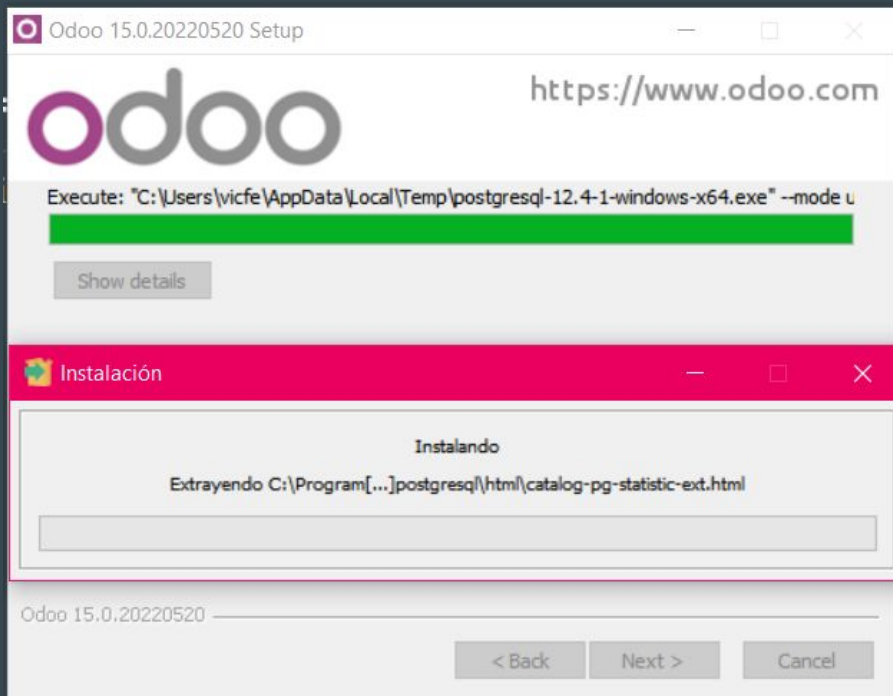 Odoo 15.0.20220520 Setup
odoo
https://www.odoo.com
Execute: "C:\Users\vicfe\AppData\Local\Temp\postgresql-12.4-1-windows-x64.exe" --mode u
Show details
Instalación
Instalando
Extrayendo C:\Program[...]postgresql\html\catalog-pg-statistic-ext.html
Odoo 15.0.20220520
< Back Next > Cancel